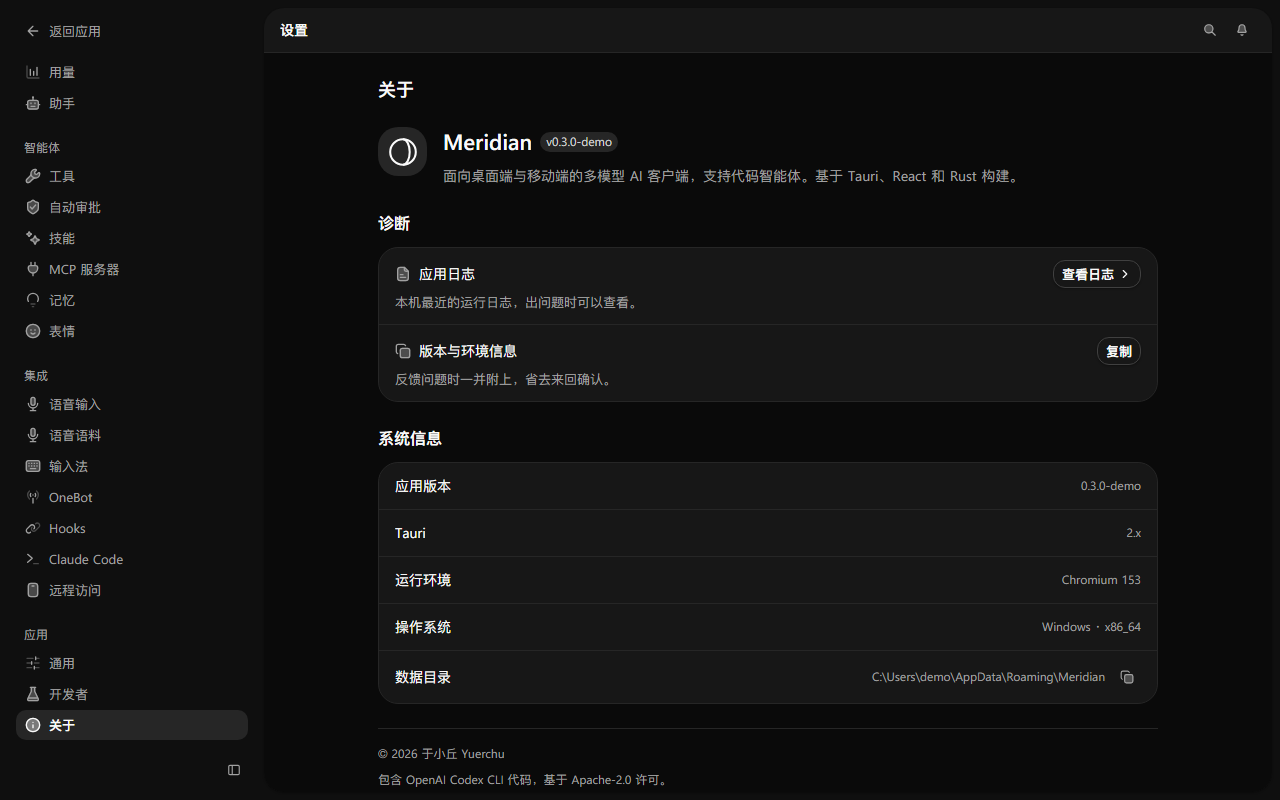 返回应用
用量
助手
智能体
工具
自动审批
技能
MCP 服务器
记忆
表情
集成
语音输入
语音语料
输入法
OneBot
Hooks
Claude Code
远程访问
应用
通用
开发者
关于
设置
关于
Meridian v0.3.0-demo
面向桌面端与移动端的多模型 AI 客户端，支持代码智能体。基于 Tauri、React 和 Rust 构建。
诊断
应用日志 查看日志
本机最近的运行日志，出问题时可以查看。
版本与环境信息 复制
反馈问题时一并附上，省去来回确认。
系统信息
应用版本 0.3.0-demo
Tauri 2.x
运行环境 Chromium 153
操作系统 Windows · x86_64
数据目录 C:\Users\demo\AppData\Roaming\Meridian
© 2026 于小丘 Yuerchu
包含 OpenAI Codex CLI 代码，基于 Apache-2.0 许可。